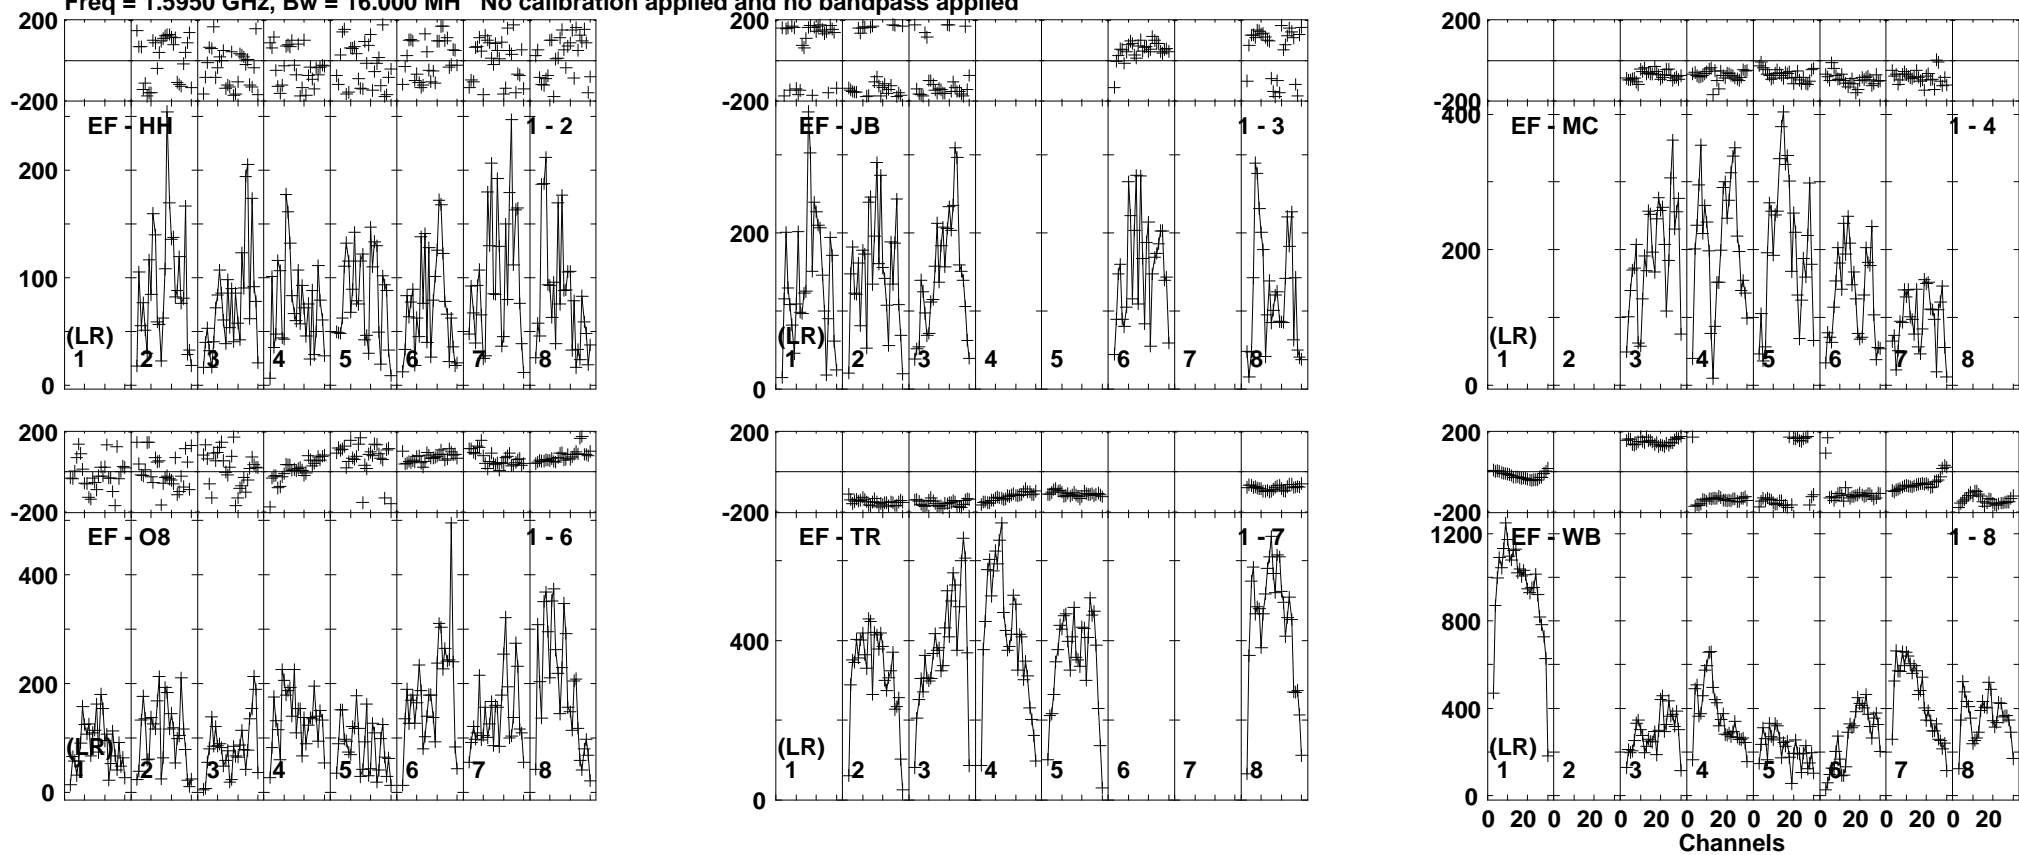 Freq = 1.5950 GHz, Bw = 16.000 MH No calibration applied and no bandpass applied
200
-200
EF - HH
1 - 2
200
100
0
(LR)
1 2 3 4 5 6 7 8
EF - JB
1 - 3
200
-200
200
0
(LR)
1 2 3 4 5 6 7 8
200
-200
400
EF - MC
1 - 4
200
0
(LR)
1 2 3 4 5 6 7 8
200
-200
EF - O8
1 - 6
400
200
0
(LR)
1 2 3 4 5 6 7 8
200
-200
EF - TR
1 - 7
400
0
(LR)
1 2 3 4 5 6 7 8
200
-200
1200
EF - WB
1 - 8
800
400
0
(LR)
1 2 3 4 5 6 7 8
0 20 0 20 0 20 0 20 0 20 0 20 0 20 0 20
Channels